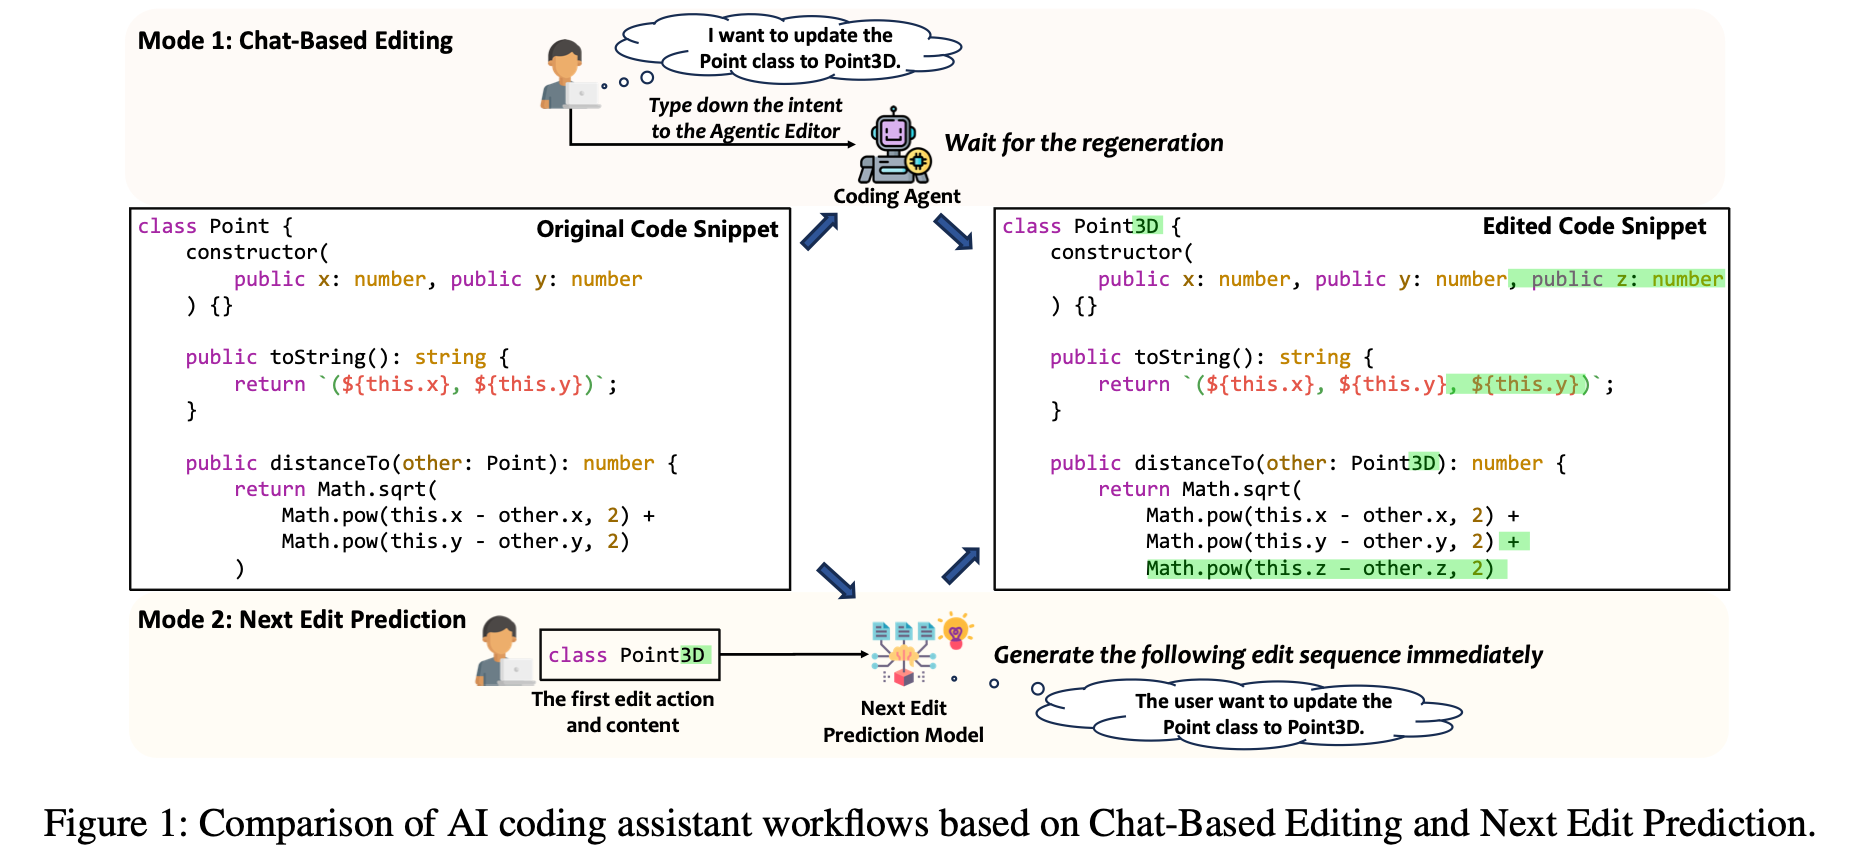 Mode 1: Chat-Based Editing
I want to update the
Point class to Point3D.
Type down the intent
to the Agentic Editor
Wait for the regeneration
Coding Agent
Original Code Snippet
class Point {
constructor(
public x: number, public y: number
) {}
public toString(): string {
return `(${this.x}, ${this.y})`;
}
public distanceTo(other: Point): number {
return Math.sqrt(
Math.pow(this.x - other.x, 2) +
Math.pow(this.y - other.y, 2)
)
Edited Code Snippet
class Point3D {
constructor(
public x: number, public y: number, public z: number
) {}
public toString(): string {
return `(${this.x}, ${this.y}, ${this.y})`;
}
public distanceTo(other: Point3D): number {
return Math.sqrt(
Math.pow(this.x - other.x, 2) +
Math.pow(this.y - other.y, 2) +
Math.pow(this.z – other.z, 2)
Mode 2: Next Edit Prediction
class Point3D
The first edit action
and content
Next Edit
Prediction Model
Generate the following edit sequence immediately
The user want to update the
Point class to Point3D.
Figure 1: Comparison of AI coding assistant workflows based on Chat-Based Editing and Next Edit Prediction.